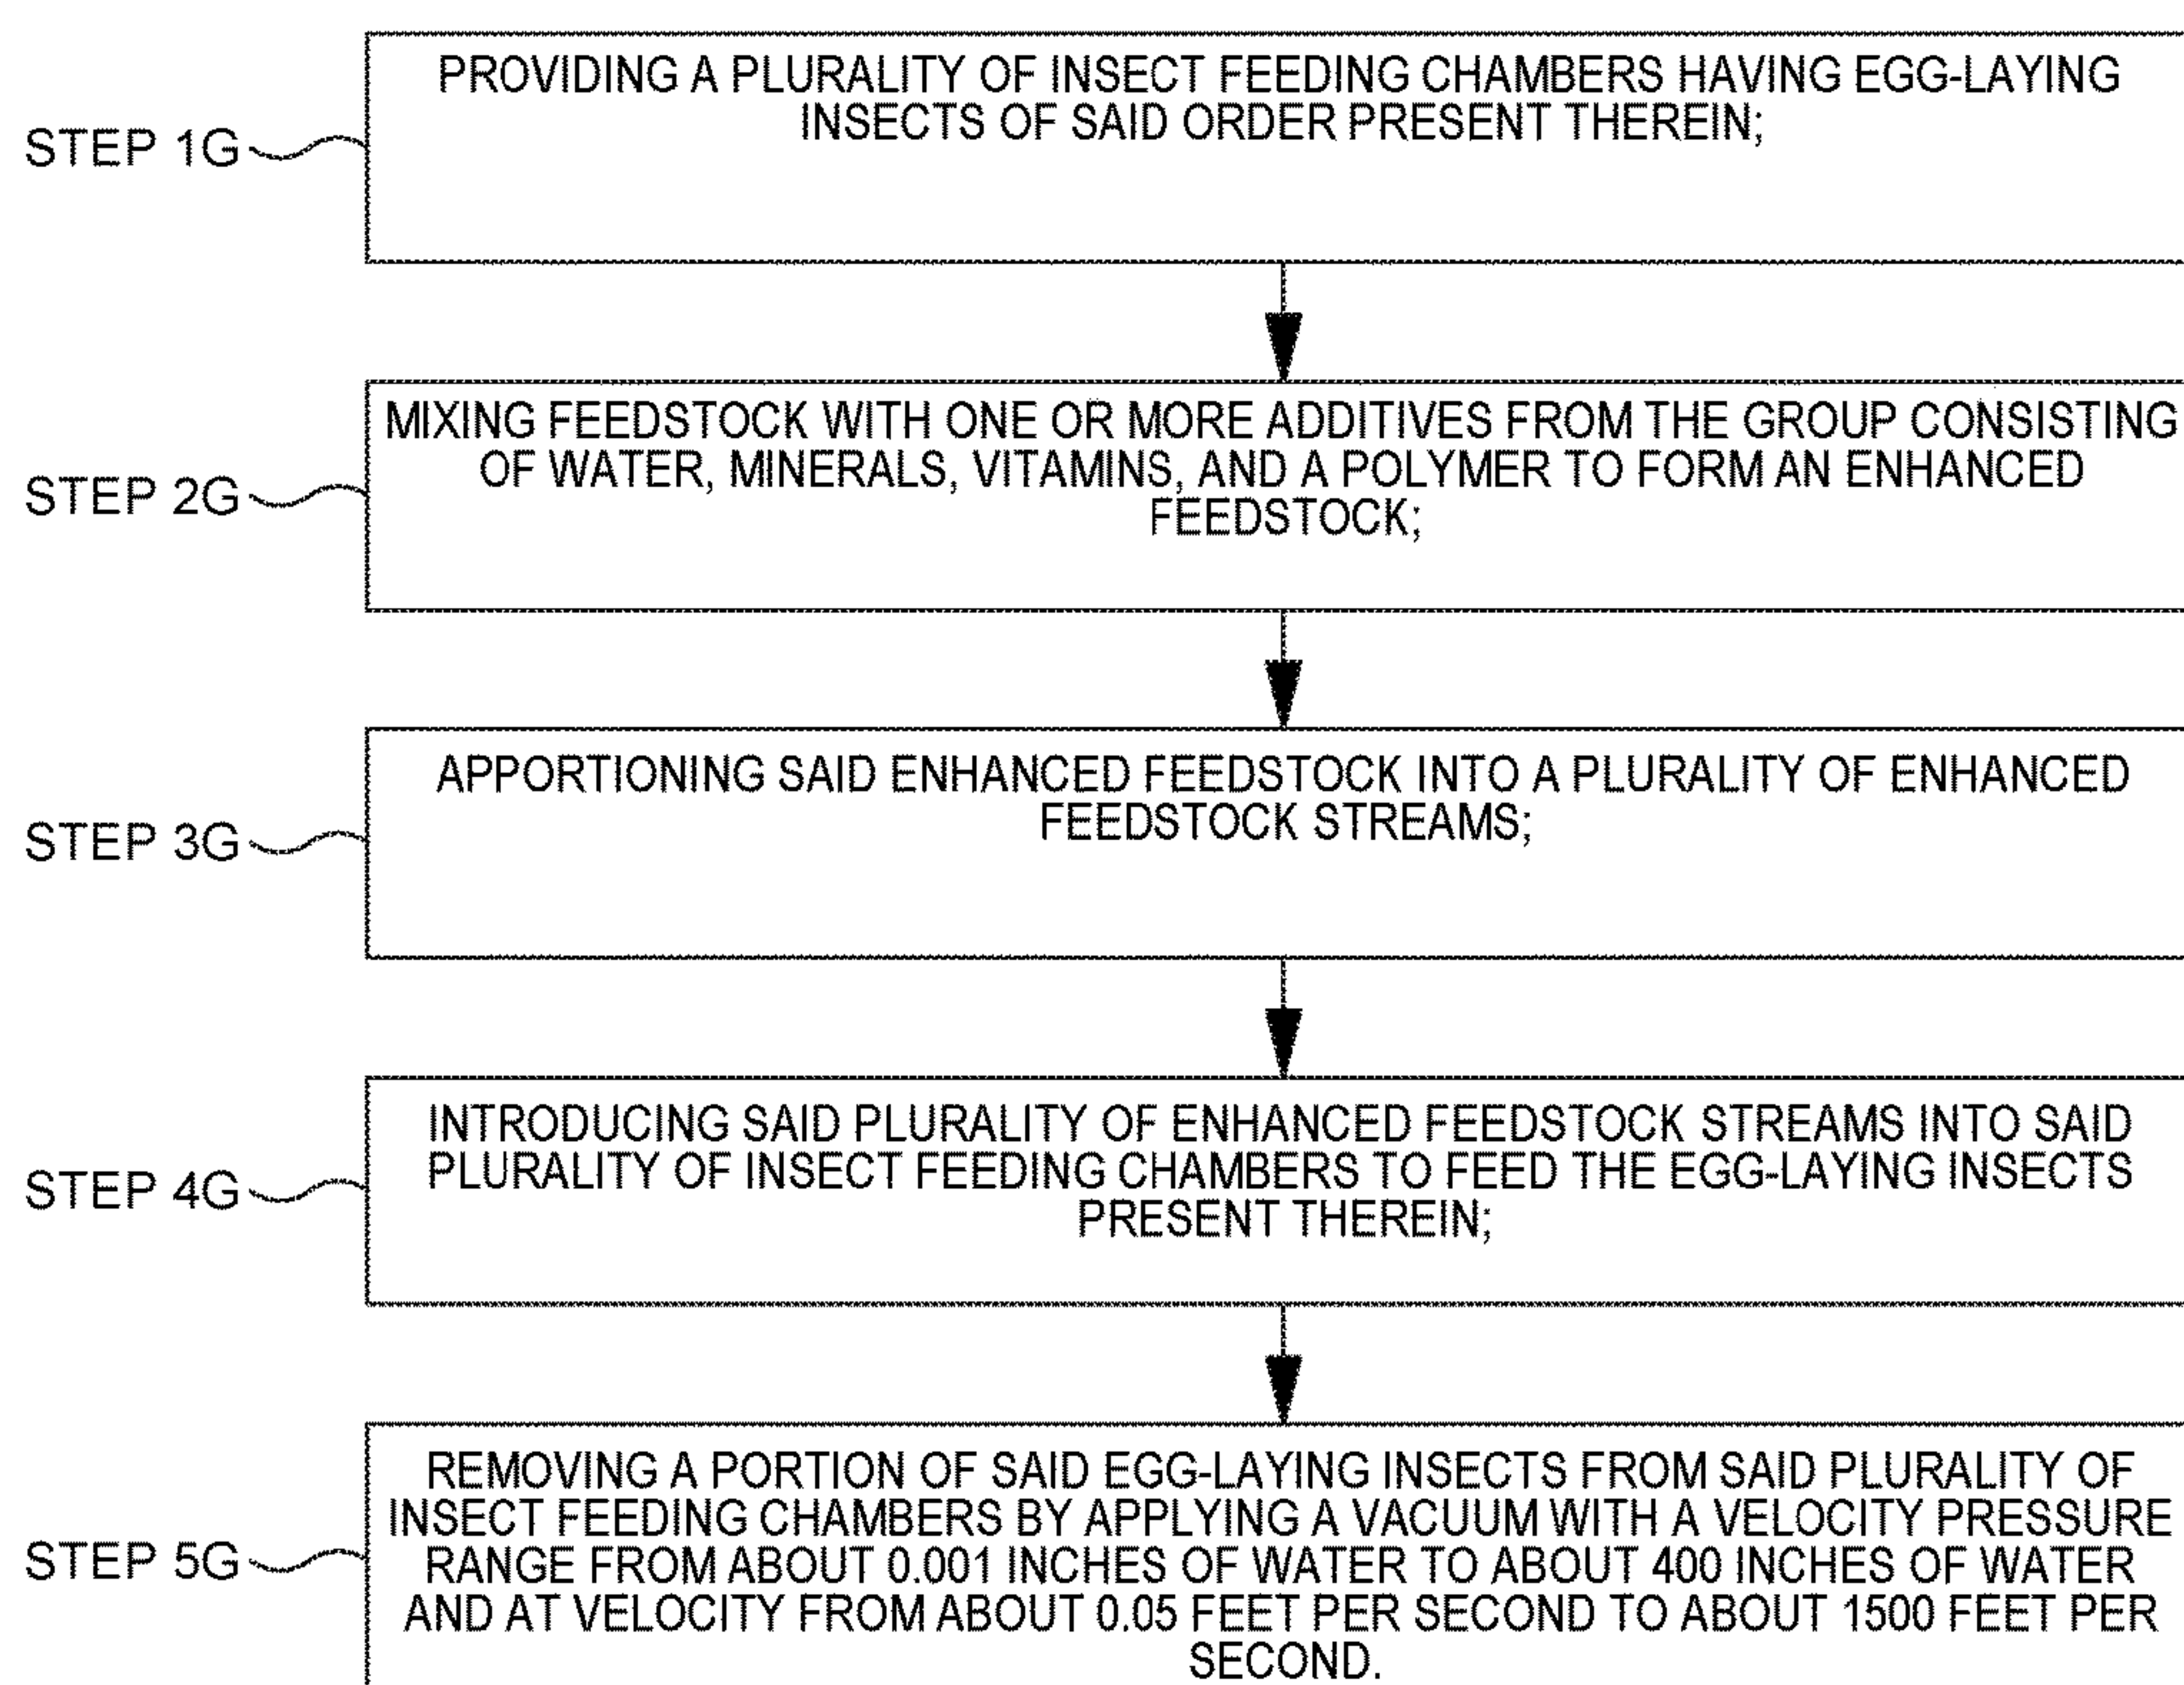 PROVIDING A PLURALITY OF INSECT FEEDING CHAMBERS HAVING EGG-LAYING
INSECTS OF SAID ORDER PRESENT THEREIN;
STEP 1G
MIXING FEEDSTOCK WITH ONE OR MORE ADDITIVES FROM THE GROUP CONSISTING
OF WATER, MINERALS, VITAMINS, AND A POLYMER TO FORM AN ENHANCED
FEEDSTOCK;
STEP 2G
APPORTIONING SAID ENHANCED FEEDSTOCK INTO A PLURALITY OF ENHANCED
FEEDSTOCK STREAMS;
STEP 3G
INTRODUCING SAID PLURALITY OF ENHANCED FEEDSTOCK STREAMS INTO SAID
PLURALITY OF INSECT FEEDING CHAMBERS TO FEED THE EGG-LAYING INSECTS
PRESENT THEREIN;
STEP 4G
REMOVING A PORTION OF SAID EGG-LAYING INSECTS FROM SAID PLURALITY OF
INSECT FEEDING CHAMBERS BY APPLYING A VACUUM WITH A VELOCITY PRESSURE
RANGE FROM ABOUT 0.001 INCHES OF WATER TO ABOUT 400 INCHES OF WATER
AND AT VELOCITY FROM ABOUT 0.05 FEET PER SECOND TO ABOUT 1500 FEET PER
SECOND.
STEP 5G